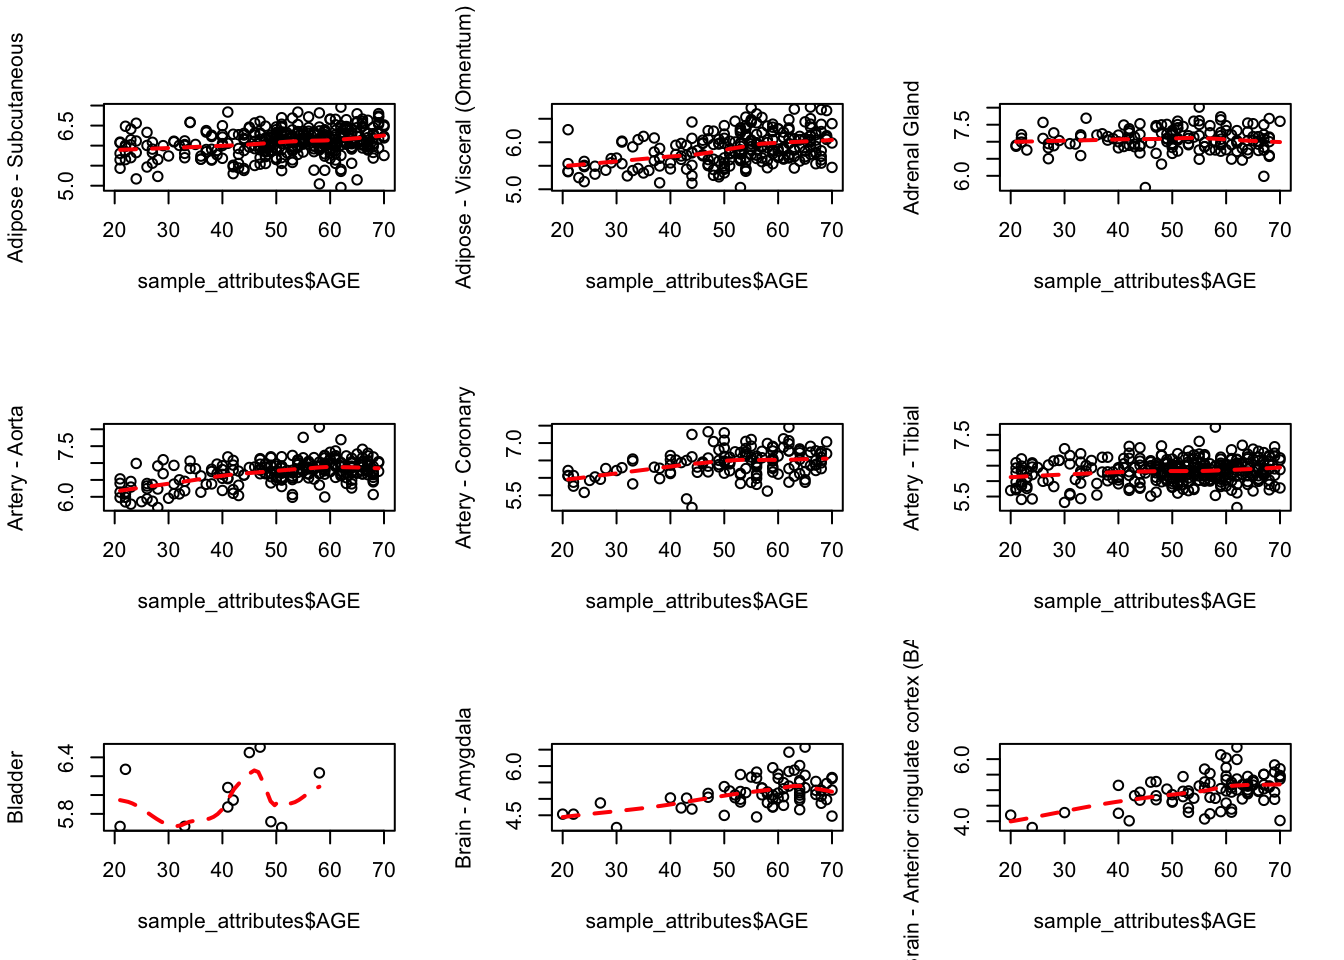 Adipose - Subcutaneous
5.0 6.5
20 30 40 50 60 70
sample_attributes$AGE
Adipose - Visceral (Omentum)
5.0 6.0
20 30 40 50 60 70
sample_attributes$AGE
Adrenal Gland
6.0 7.5
20 30 40 50 60 70
sample_attributes$AGE
Artery - Aorta
6.0 7.5
20 30 40 50 60 70
sample_attributes$AGE
Artery - Coronary
5.5 7.0
20 30 40 50 60 70
sample_attributes$AGE
Artery - Tibial
5.5 7.5
20 30 40 50 60 70
sample_attributes$AGE
Bladder
5.8 6.4
20 30 40 50 60 70
sample_attributes$AGE
Brain - Amygdala
4.5 6.0
20 30 40 50 60 70
sample_attributes$AGE
rain - Anterior cingulate cortex (BA
4.0 6.0
20 30 40 50 60 70
sample_attributes$AGE